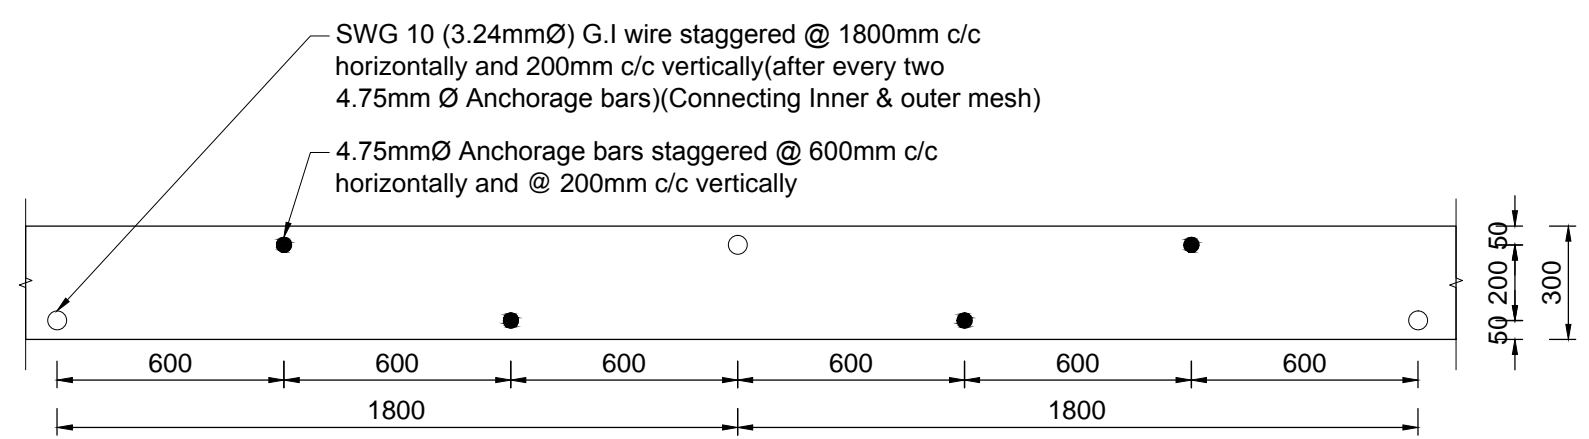 SWG 10 (3.24mmØ) G.I wire staggered @ 1800mm c/c
horizontally and 200mm c/c vertically(after every two
4.75mm Ø Anchorage bars)(Connecting Inner & outer mesh)
4.75mmØ Anchorage bars staggered @ 600mm c/c
horizontally and @ 200mm c/c vertically
50
200
50
300
600 600 600 600 600 600
1800 1800